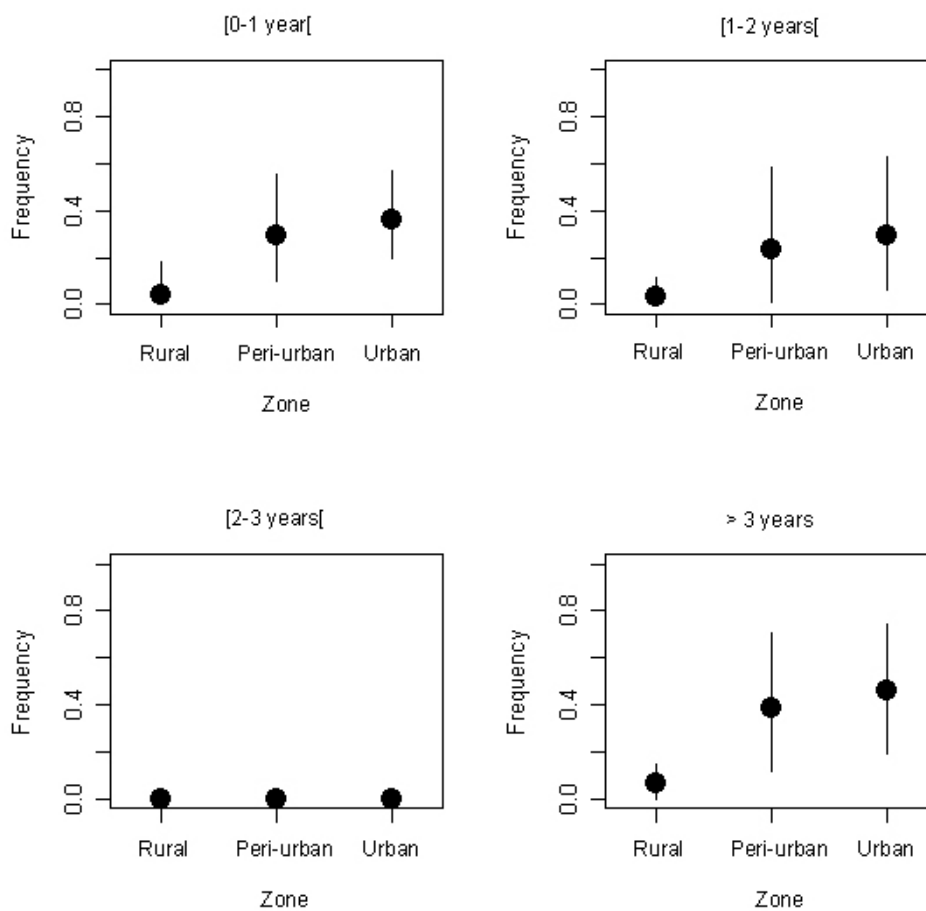 [0-1 year[
Frequency
0.8
0.4
0.0
Rural Peri-urban Urban
Zone
[1-2 years[
Frequency
0.8
0.4
0.0
Rural Peri-urban Urban
Zone
[2-3 years[
Frequency
0.8
0.4
0.0
Rural Peri-urban Urban
Zone
> 3 years
Frequency
0.8
0.4
0.0
Rural Peri-urban Urban
Zone